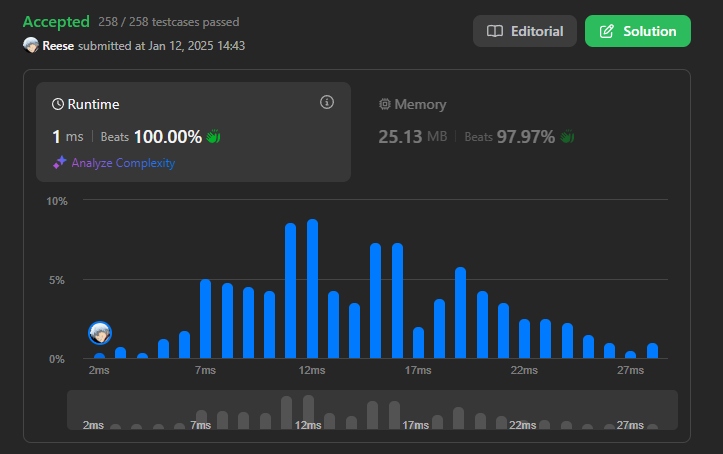 Accepted 258 / 258 testcases passed
Reese submitted at Jan 12, 2025 14:43
Editorial
Solution
Runtime
1 ms | Beats 100.00%
Analyze Complexity
Memory
25.13 MB | Beats 97.97%
10%
5%
0%
2ms 7ms 12ms 17ms 22ms 27ms
2ms 7ms 12ms 17ms 22ms 27ms